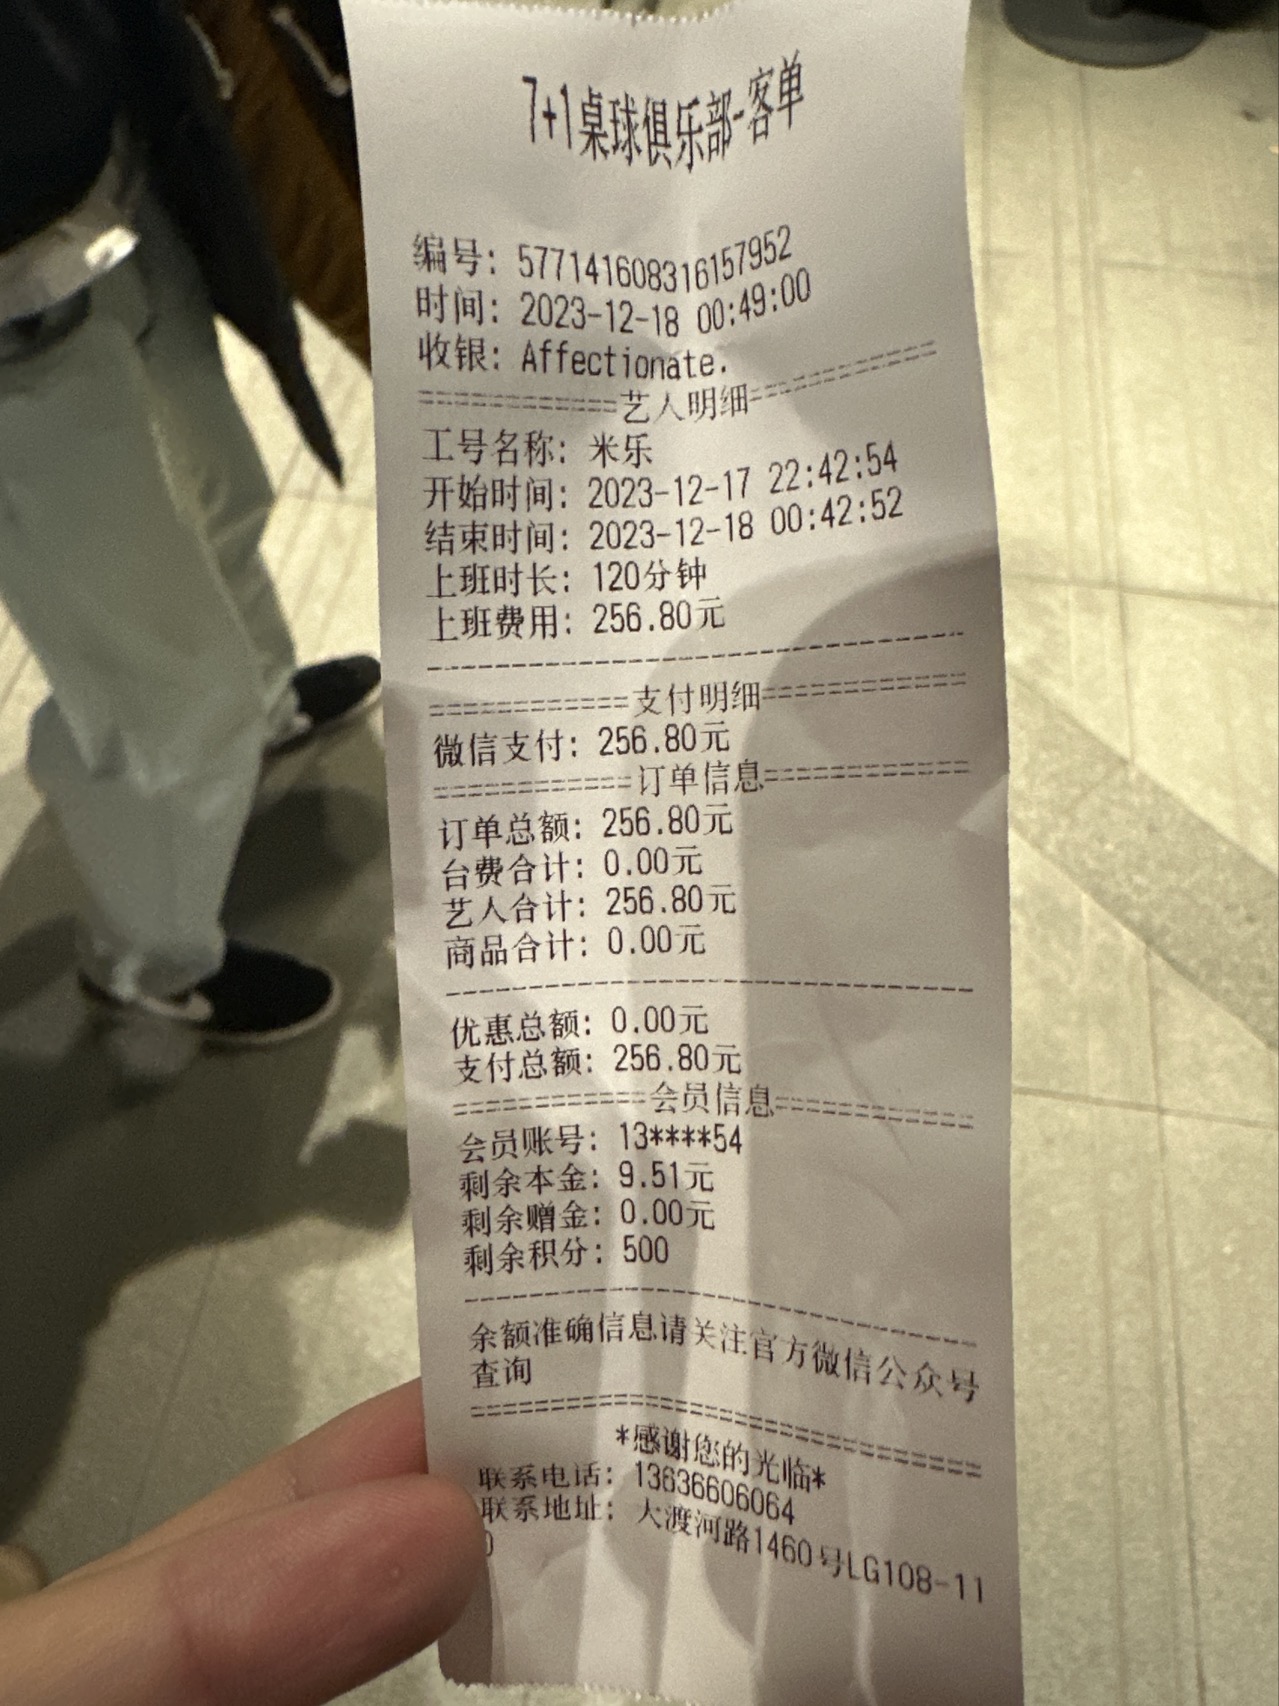 7+1桌球俱乐部-客单
编号: 577141608316157952
时间: 2023-12-18 00:49:00
收银: Affectionate.
===========艺人明细===========
工号名称: 米乐
开始时间: 2023-12-17 22:42:54
结束时间: 2023-12-18 00:42:52
上班时长: 120分钟
上班费用: 256.80元
--------------------------------
===========支付明细===========
微信支付: 256.80元
===========订单信息===========
订单总额: 256.80元
台费合计: 0.00元
艺人合计: 256.80元
商品合计: 0.00元
--------------------------------
优惠总额: 0.00元
支付总额: 256.80元
===========会员信息===========
会员账号: 13****54
剩余本金: 9.51元
剩余赠金: 0.00元
剩余积分: 500
--------------------------------
余额准确信息请关注官方微信公众号
查询
================================
*感谢您的光临*
联系电话: 13636606064
联系地址: 大渡河路1460号LG108-11
0